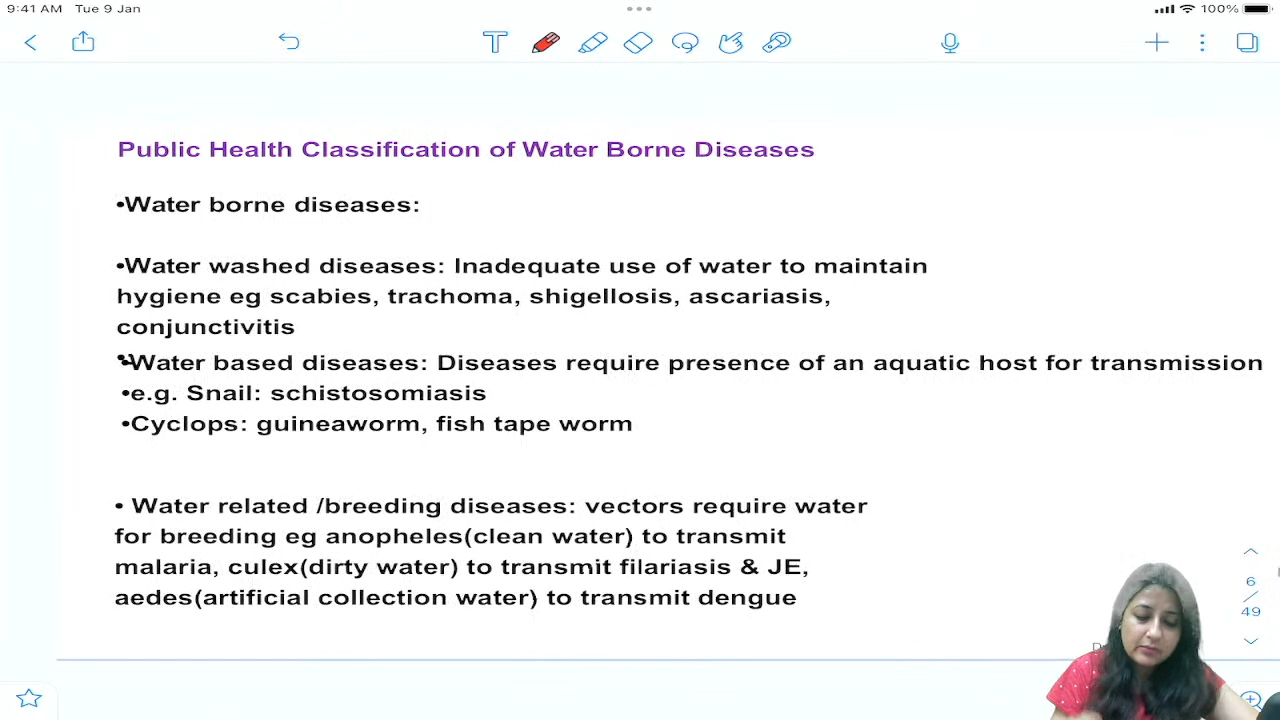 9:41 AM Tue 9 Jan
100%
Public Health Classification of Water Borne Diseases
•Water borne diseases:
•Water washed diseases: Inadequate use of water to maintain
hygiene eg scabies, trachoma, shigellosis, ascariasis,
conjunctivitis
•Water based diseases: Diseases require presence of an aquatic host for transmission
•e.g. Snail: schistosomiasis
•Cyclops: guineaworm, fish tape worm
• Water related /breeding diseases: vectors require water
for breeding eg anopheles(clean water) to transmit
malaria, culex(dirty water) to transmit filariasis & JE,
aedes(artificial collection water) to transmit dengue
6
/
49